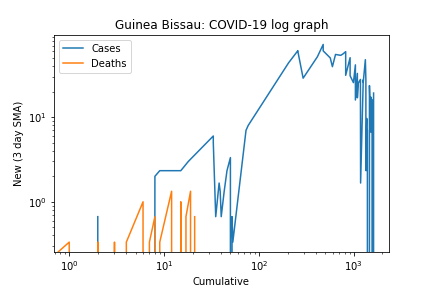 Guinea Bissau: COVID-19 log graph
Cases
Deaths
New (3 day SMA)
10¹
10⁰
10⁰ 10¹ 10² 10³
Cumulative